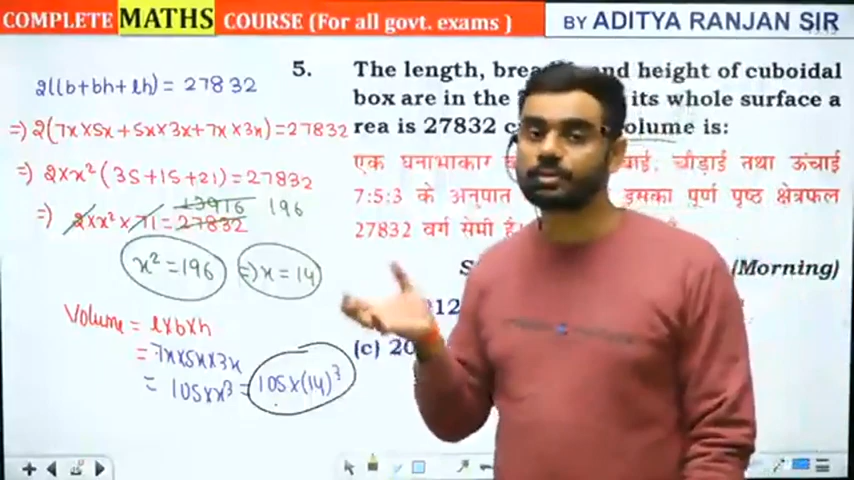 COMPLETE MATHS COURSE (For all govt. exams)
BY ADITYA RANJAN SIR
2(lb+bh+lh) = 27832
=> 2(7x×5x+5x×3x+7x×3x)=27832
=> 2×x²(35+15+21)=27832
13916 196
=> 2×x²×71=27832
x²=196 => x=14
Volume = l×b×h
= 7x×5x×3x
= 105×x³ = 105×(14)³
5. The length, and height of cuboidal
box are in the its whole surface a
rea is 27832 volume is:
एक घनाभाकार चौड़ाई तथा ऊंचाई
7:5:3 के अनुपात इसका पूर्ण पृष्ठ क्षेत्रफल
27832 वर्ग सेमी
(Morning)
12
(c) 20